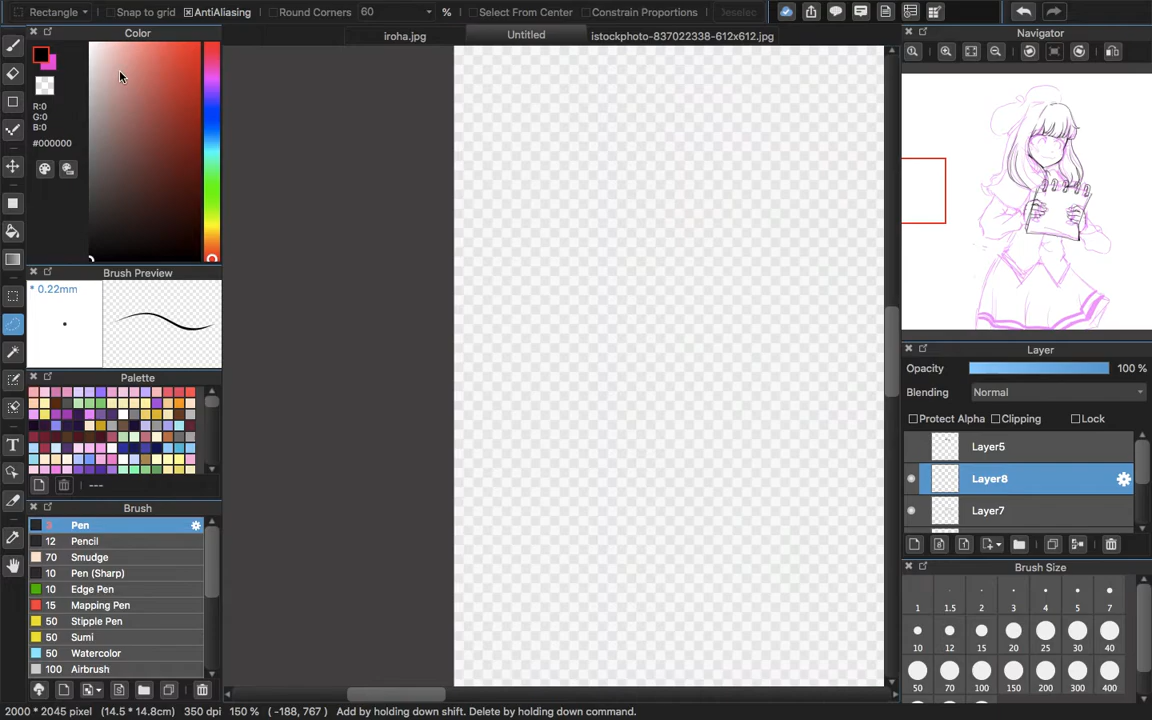 Rectangle Snap to grid AntiAliasing Round Corners 60 % Select From Center Constrain Proportions Deselec
Color
iroha.jpg Untitled istockphoto-837022338-612x612.jpg
Navigator
R:0
G:0
B:0
#000000
Brush Preview
* 0.22mm
Palette
---
Brush
3 Pen
12 Pencil
70 Smudge
10 Pen (Sharp)
10 Edge Pen
15 Mapping Pen
50 Stipple Pen
50 Sumi
50 Watercolor
100 Airbrush
Layer
Opacity 100 %
Blending Normal
Protect Alpha Clipping Lock
Layer5
Layer8
Layer7
Brush Size
1 1.5 2 3 4 5 7
10 12 15 20 25 30 40
50 70 100 150 200 300 400
2000 * 2045 pixel (14.5 * 14.8cm) 350 dpi 150 % ( -188, 767 ) Add by holding down shift. Delete by holding down command.